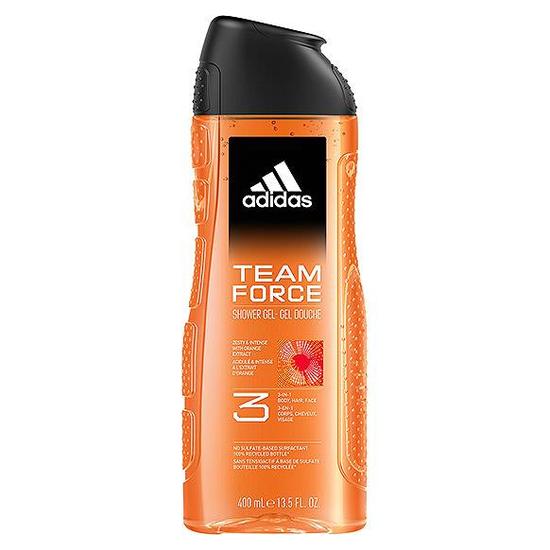 adidas
TEAM
FORCE
SHOWER GEL- GEL DOUCHE
ZESTY & INTENSE
WITH ORANGE
EXTRACT
ACIDULÉ & INTENSE
À L'EXTRAIT
D'ORANGE
3
3-IN-1
BODY, HAIR, FACE
3-EN-1
CORPS, CHEVEUX,
VISAGE
NO SULFATE-BASED SURFACTANT
100% RECYCLED BOTTLE*
SANS TENSIOACTIF À BASE DE SULFATE
BOUTEILLE 100% RECYCLÉE*
400 mL e 13.5 FL. OZ.